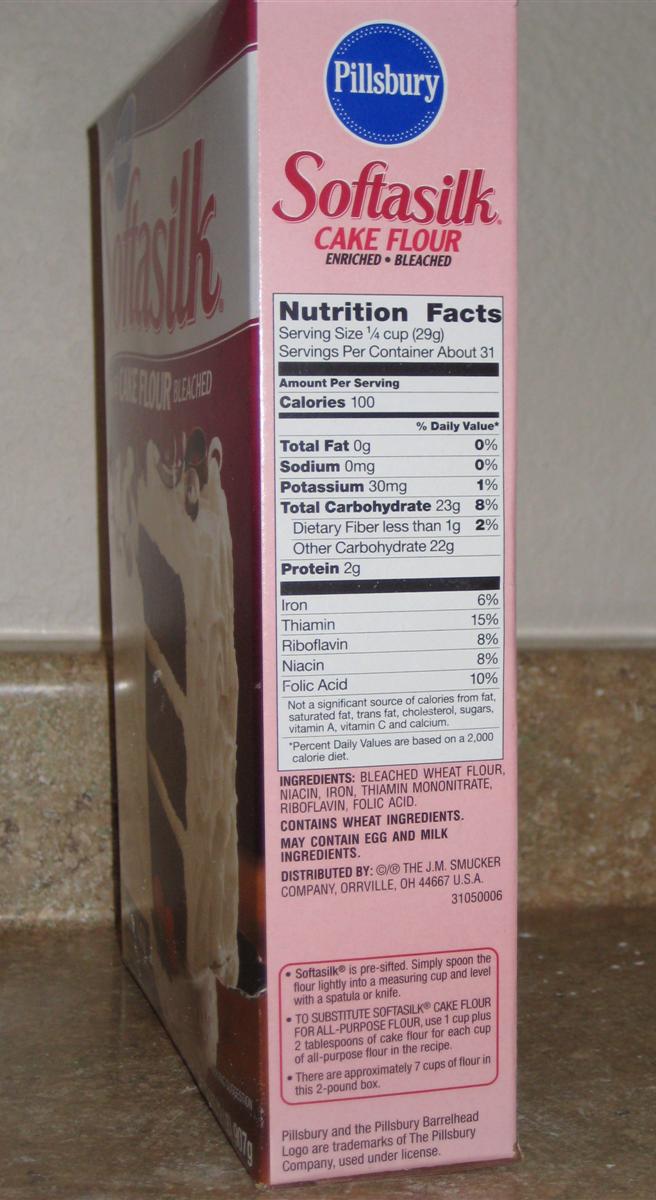 Pillsbury
Softasilk®
CAKE FLOUR
ENRICHED • BLEACHED
Nutrition Facts
Serving Size ¼ cup (29g)
Servings Per Container About 31
Amount Per Serving
Calories 100
% Daily Value*
Total Fat 0g 0%
Sodium 0mg 0%
Potassium 30mg 1%
Total Carbohydrate 23g 8%
Dietary Fiber less than 1g 2%
Other Carbohydrate 22g
Protein 2g
Iron 6%
Thiamin 15%
Riboflavin 8%
Niacin 8%
Folic Acid 10%
Not a significant source of calories from fat,
saturated fat, trans fat, cholesterol, sugars,
vitamin A, vitamin C and calcium.
*Percent Daily Values are based on a 2,000
calorie diet.
INGREDIENTS: BLEACHED WHEAT FLOUR,
NIACIN, IRON, THIAMIN MONONITRATE,
RIBOFLAVIN, FOLIC ACID.
CONTAINS WHEAT INGREDIENTS.
MAY CONTAIN EGG AND MILK
INGREDIENTS.
DISTRIBUTED BY: ©/® THE J.M. SMUCKER
COMPANY, ORRVILLE, OH 44667 U.S.A.
31050006
• Softasilk® is pre-sifted. Simply spoon the
flour lightly into a measuring cup and level
with a spatula or knife.
• TO SUBSTITUTE SOFTASILK® CAKE FLOUR
FOR ALL-PURPOSE FLOUR, use 1 cup plus
2 tablespoons of cake flour for each cup
of all-purpose flour in the recipe.
• There are approximately 7 cups of flour in
this 2-pound box.
Pillsbury and the Pillsbury Barrelhead
Logo are trademarks of The Pillsbury
Company, used under license.
oftasilk®
CAKE FLOUR BLEACHED
917g